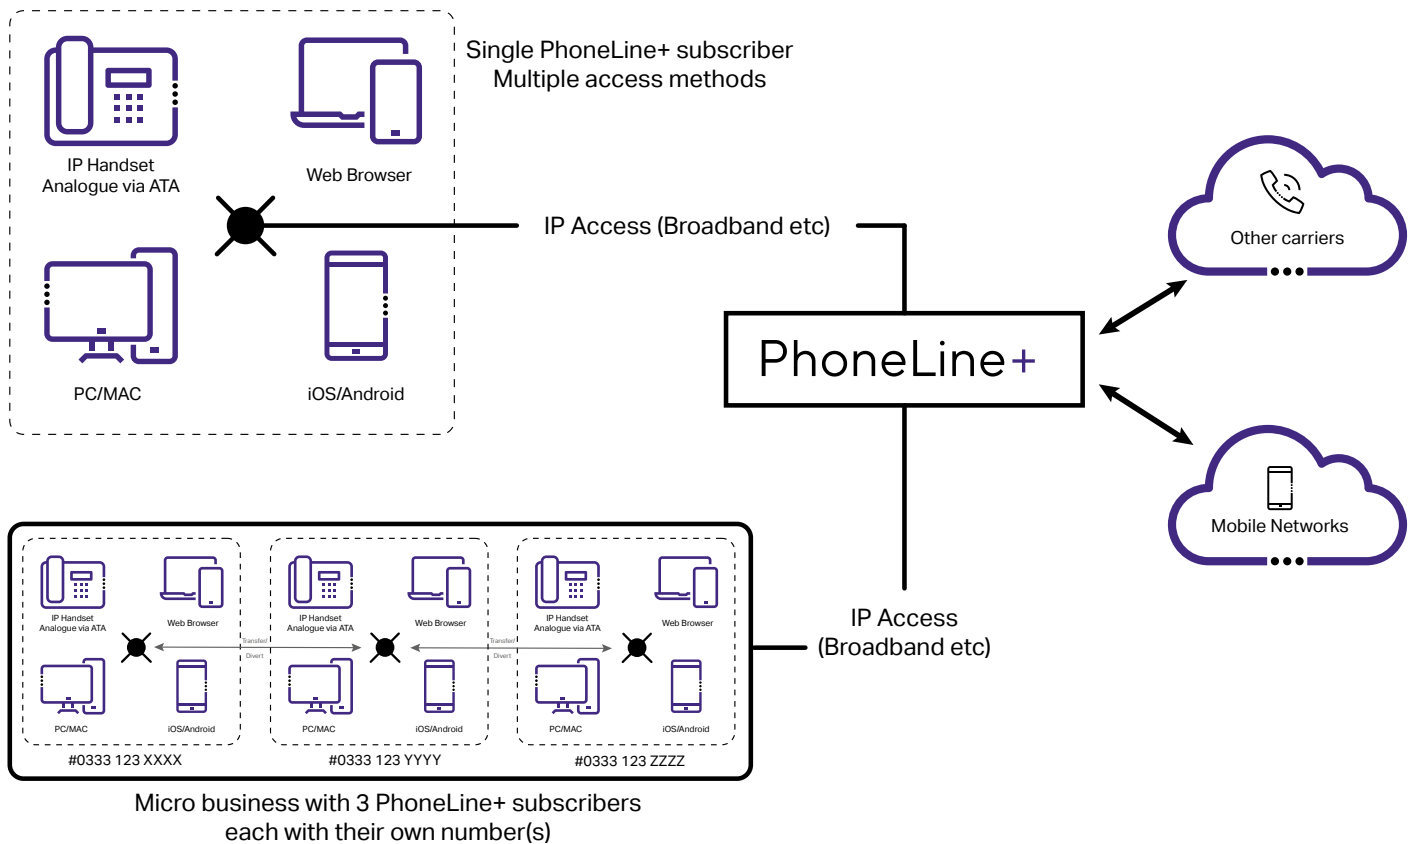 Single PhoneLine+ subscriber
Multiple access methods
IP Handset
Analogue via ATA
Web Browser
IP Access (Broadband etc)
PC/MAC
iOS/Android
PhoneLine+
Other carriers
Mobile Networks
IP Handset
Analogue via ATA
Web Browser
Transfer/
Divert
PC/MAC
iOS/Android
#0333 123 XXXX
IP Handset
Analogue via ATA
Web Browser
Transfer/
Divert
PC/MAC
iOS/Android
#0333 123 YYYY
IP Handset
Analogue via ATA
Web Browser
PC/MAC
iOS/Android
#0333 123 ZZZZ
IP Access
(Broadband etc)
Micro business with 3 PhoneLine+ subscribers
each with their own number(s)